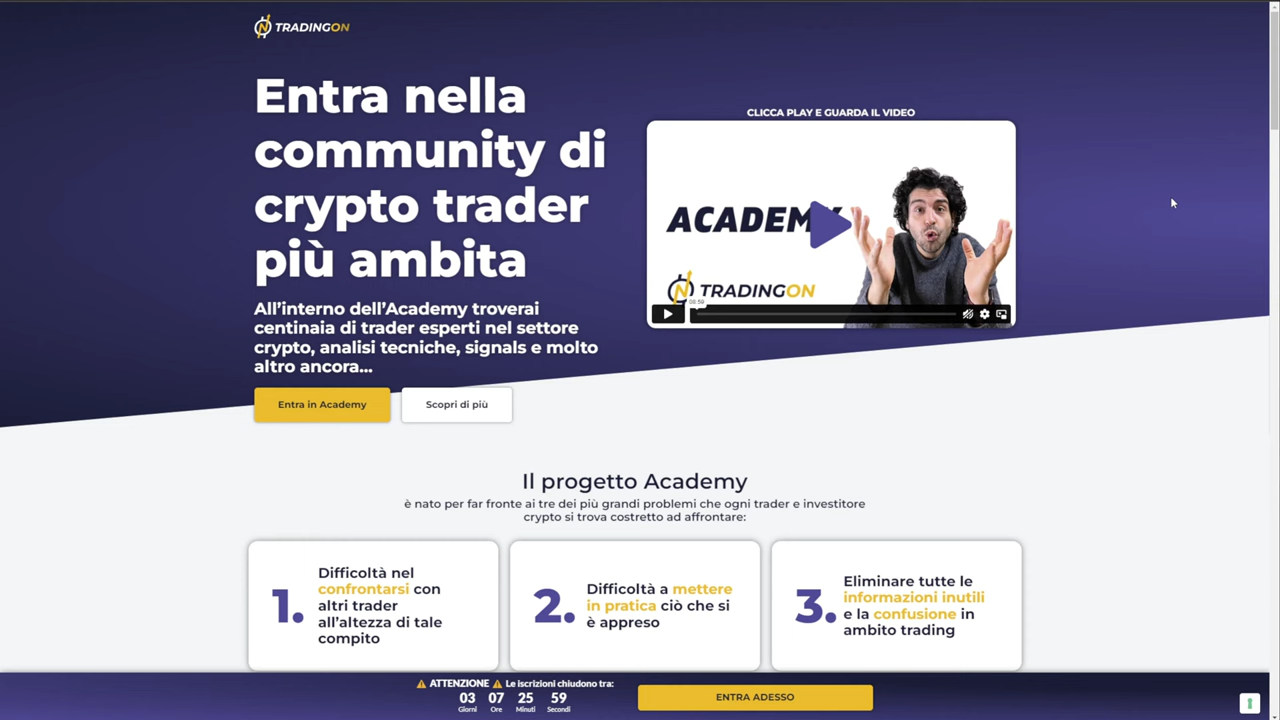 TRADINGON
Entra nella
community di
crypto trader
più ambita
All'interno dell'Academy troverai
centinaia di trader esperti nel settore
crypto, analisi tecniche, signals e molto
altro ancora...
Entra in Academy
Scopri di più
CLICCA PLAY E GUARDA IL VIDEO
ACADEMY
TRADINGON
08:56
Il progetto Academy
è nato per far fronte ai tre dei più grandi problemi che ogni trader e investitore
crypto si trova costretto ad affrontare:
1.
Difficoltà nel
confrontarsi con
altri trader
all'altezza di tale
compito
2.
Difficoltà a mettere
in pratica ciò che si
è appreso
3.
Eliminare tutte le
informazioni inutili
e la confusione in
ambito trading
⚠️ ATTENZIONE ⚠️ Le iscrizioni chiudono tra:
03 07 25 59
Giorni Ore Minuti Secondi
ENTRA ADESSO